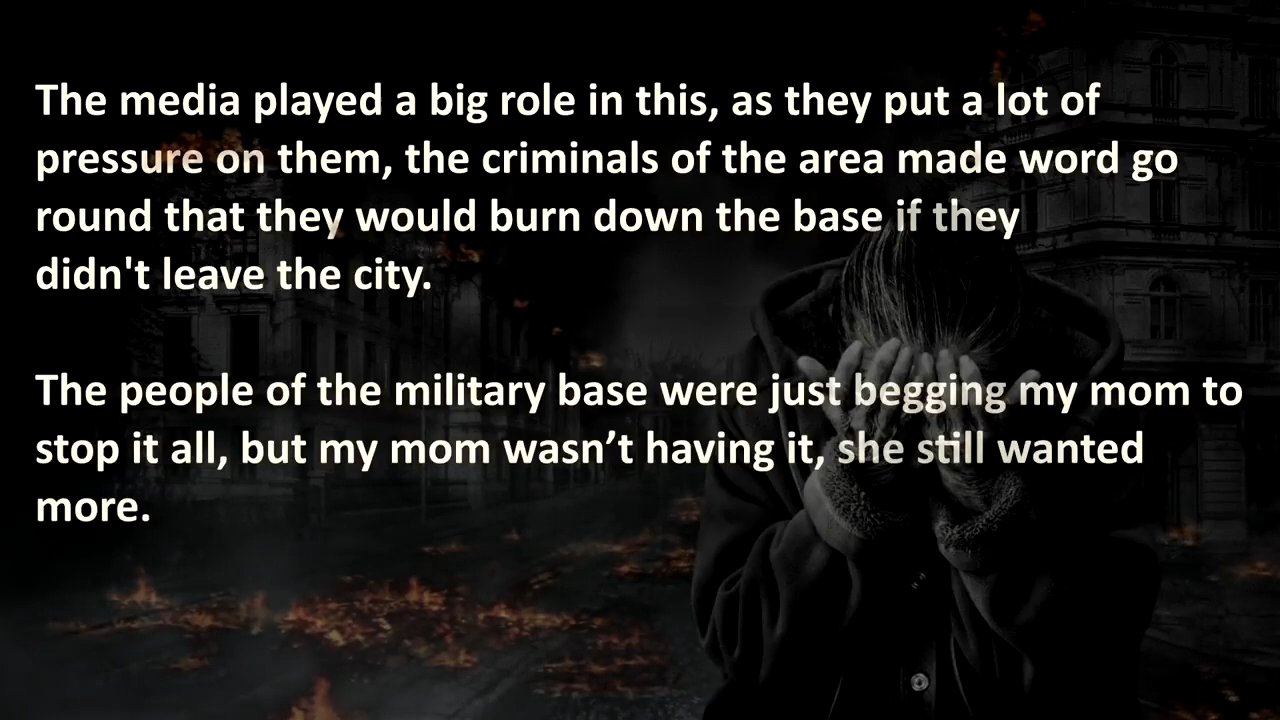 The media played a big role in this, as they put a lot of
pressure on them, the criminals of the area made word go
round that they would burn down the base if they
didn't leave the city.
The people of the military base were just begging my mom to
stop it all, but my mom wasn’t having it, she still wanted
more.